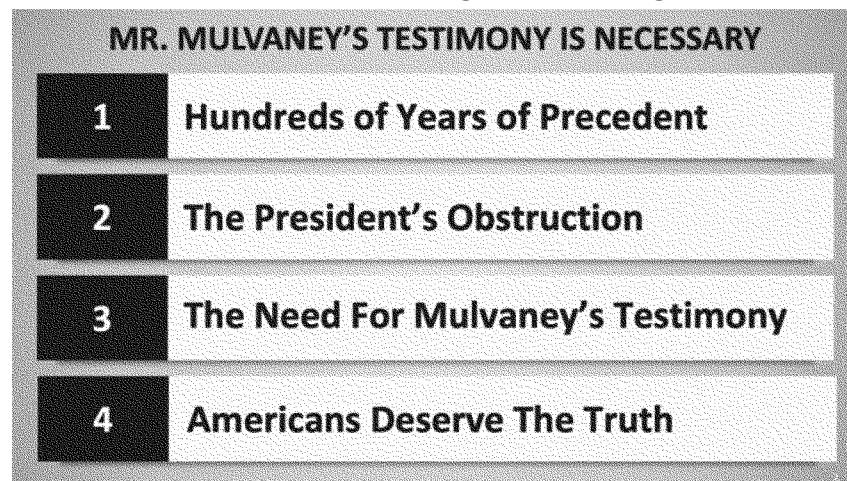 MR. MULVANEY’S TESTIMONY IS NECESSARY
1 Hundreds of Years of Precedent
2 The President’s Obstruction
3 The Need For Mulvaney’s Testimony
4 Americans Deserve The Truth